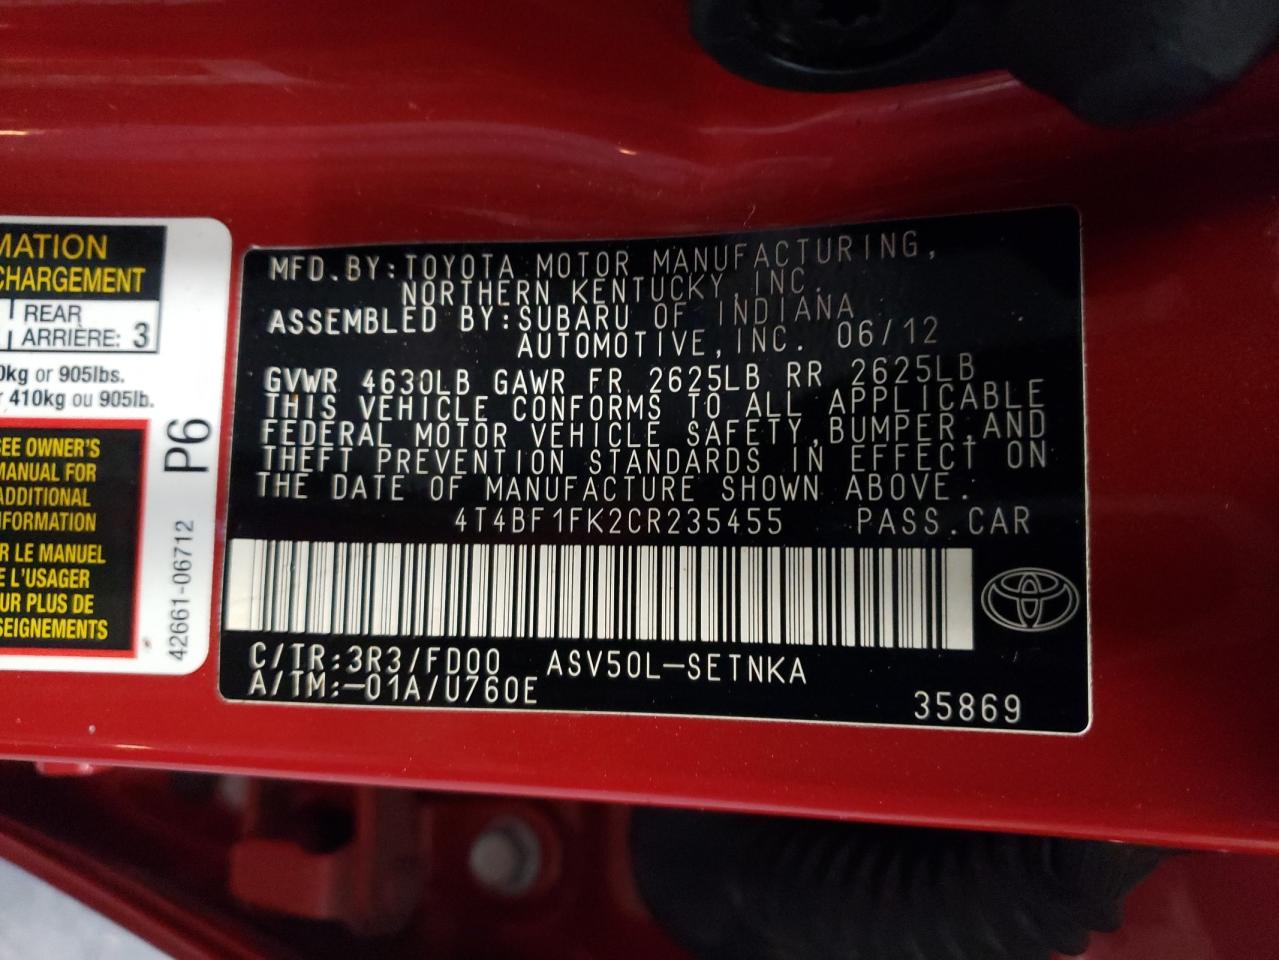 MATION
CHARGEMENT
REAR
ARRIÈRE: 3
0kg or 905lbs.
r 410kg ou 905lb.
SEE OWNER'S
MANUAL FOR
ADDITIONAL
INFORMATION
R LE MANUEL
E L'USAGER
UR PLUS DE
SEIGNEMENTS
P6
42661-06712
MFD.BY:TOYOTA MOTOR MANUFACTURING,
NORTHERN KENTUCKY,INC.
ASSEMBLED BY:SUBARU OF INDIANA
AUTOMOTIVE,INC. 06/12
GVWR 4630LB GAWR FR 2625LB RR 2625LB
THIS VEHICLE CONFORMS TO ALL APPLICABLE
FEDERAL MOTOR VEHICLE SAFETY,BUMPER,AND
THEFT PREVENTION STANDARDS IN EFFECT ON
THE DATE OF MANUFACTURE SHOWN ABOVE.
4T4BF1FK2CR235455 PASS.CAR
C/TR:3R3/FD00 ASV50L-SETNKA
A/TM:-01A/U760E
35869